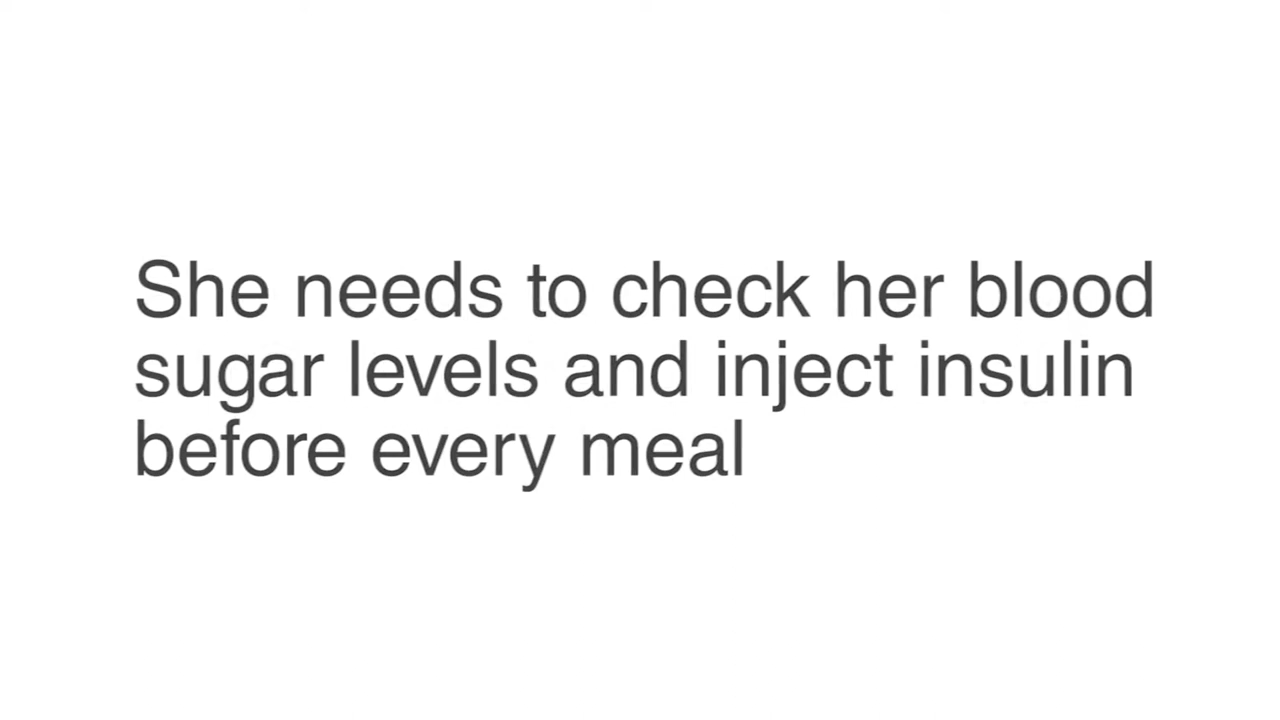 She needs to check her blood
sugar levels and inject insulin
before every meal